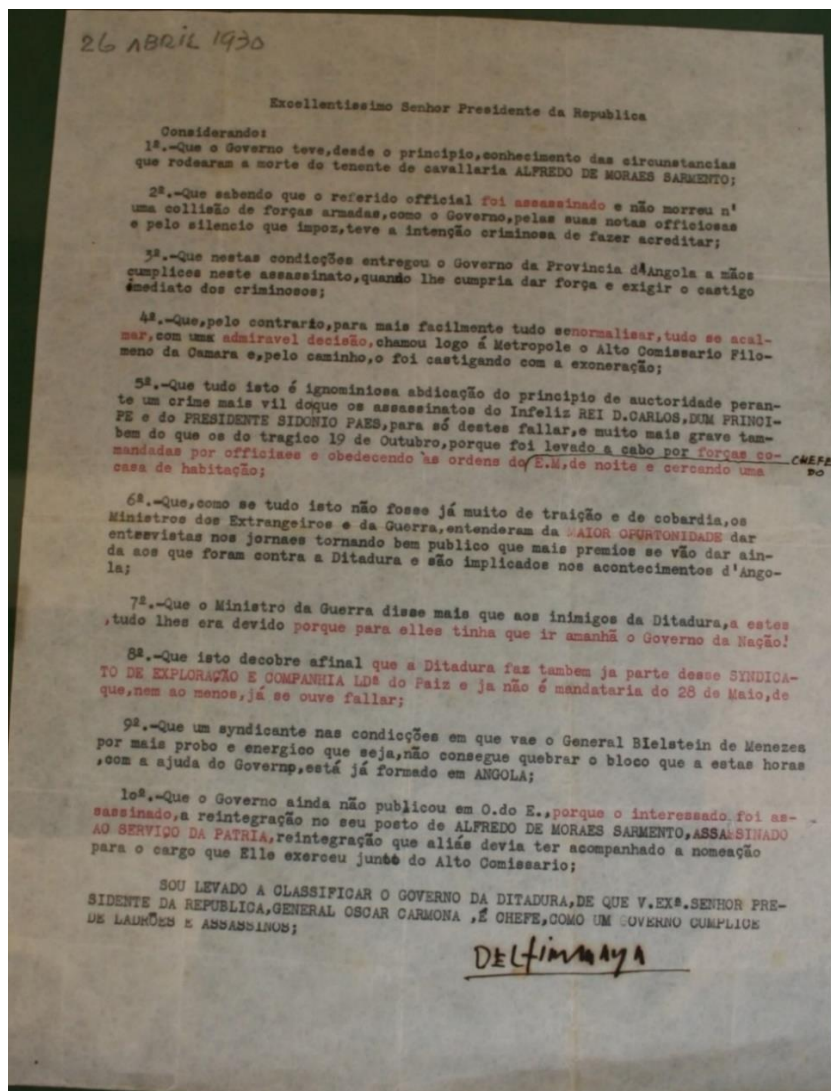 26 ABRIL 1930
Excellentissimo Senhor Presidente da Republica
Considerando:
1º.-Que o Governo teve,desde o principio,conhecimento das circunstancias
que rodearam a morte do tenente de cavallaria ALFREDO DE MORAES SARMENTO;
2º.-Que sabendo que o referido official foi assassinado e não morreu n'
uma collisão de forças armadas,como o Governo,pelas suas notas officiosas
e pelo silencio que impoz,teve a intenção criminosa de fazer acreditar;
3º.-Que nestas condicções entregou o Governo da Provincia d'Angola a mãos
cumplices neste assassinato,quando lhe cumpria dar força e exigir o castigo
imediato dos criminosos;
4º.-Que,pelo contrario,para mais facilmente tudo senormalisar,tudo se acal-
mar,com uma admiravel decisão,chamou logo á Metropole o Alto Comissario Filo-
meno da Camara e,pelo caminho,o foi castigando com a exoneração;
5º.-Que tudo isto é ignominiosa abdicação do principio de auctoridade peran-
te um crime mais vil doque os assassinatos do Infeliz REI D.CARLOS,DUM PRINCI-
PE e do PRESIDENTE SIDONIO PAES,para só destes fallar,e muito mais grave tam-
bem do que os do tragico 19 de Outubro,porque foi levado a cabo por forças co-
mandadas por officiaes e obedecendo às ordens do E.M,de noite e cercando uma CHEFE DO
casa de habitação;
6º.-Que,como se tudo isto não fosse já muito de traição e de cobardia,os
Ministros dos Extrangeiros e da Guerra,entenderam da MAIOR OPURTONIDADE dar
entrevistas nos jornaes tornando bem publico que mais premios se vão dar ain-
da aos que foram contra a Ditadura e são implicados nos acontecimentos d'Ango-
la;
7º.-Que o Ministro da Guerra disse mais que aos inimigos da Ditadura,a estes
,tudo lhes era devido porque para elles tinha que ir amanhã o Governo da Nação!
8º.-Que isto decobre afinal que a Ditadura faz tambem ja parte desse SYNDICA-
TO DE EXPLORAÇÃO E COMPANHIA LDª do Paiz e ja não é mandataria do 28 de Maio,de
que,nem ao menos,já se ouve fallar;
9º.-Que um syndicante nas condicções em que vae o General BIelstein de Menezes
por mais probo e energico que seja,não consegue quebrar o bloco que a estas horas
,com a ajuda do Governp,está já formado em ANGOLA;
1oº.-Que o Governo ainda não publicou em O.do E.,porque o interessado foi as-
sassinado,a reintegração no seu posto de ALFREDO DE MORAES SARMENTO,ASSASSINADO
AO SERVIÇO DA PATRIA,reintegração que aliás devia ter acompanhado a nomeação
para o cargo que Elle exerceu junto do Alto Comissario;
SOU LEVADO A CLASSIFICAR O GOVERNO DA DITADURA,DE QUE V.EXª.SENHOR PRE-
SIDENTE DA REPUBLICA,GENERAL OSCAR CARMONA ,É CHEFE,COMO UM GOVERNO CUMPLICE
DE LADRÕES E ASSASSINOS;
DELfimMAYA